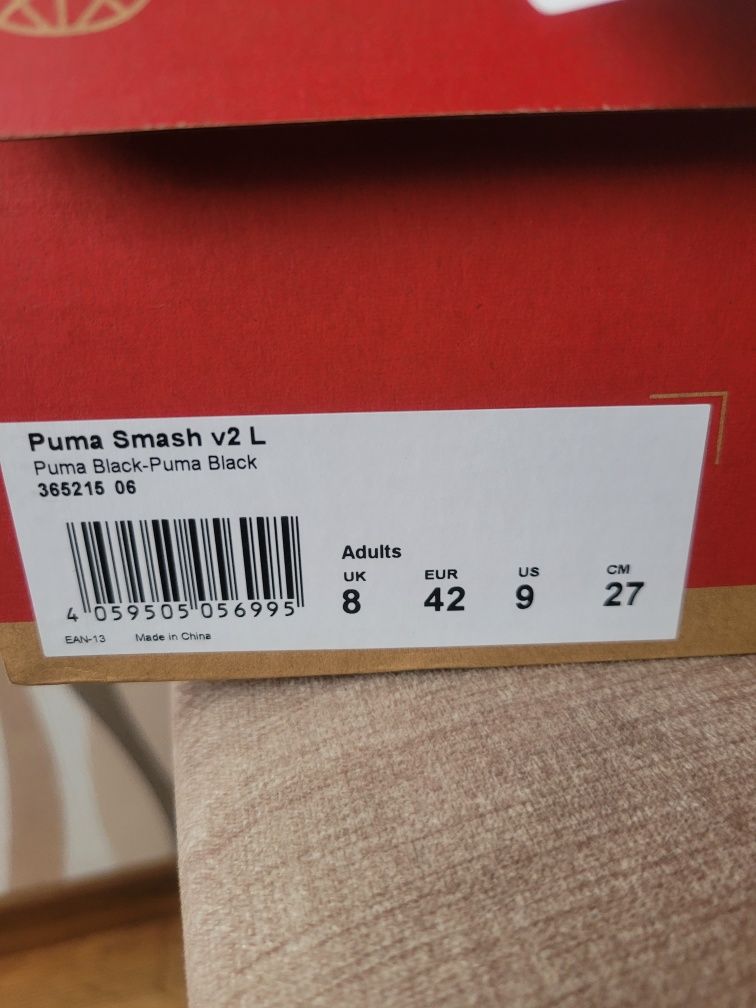 Puma Smash v2 L
Puma Black-Puma Black
365215 06
4 059505 056995
EAN-13 Made in China
Adults
UK EUR US CM
8 42 9 27